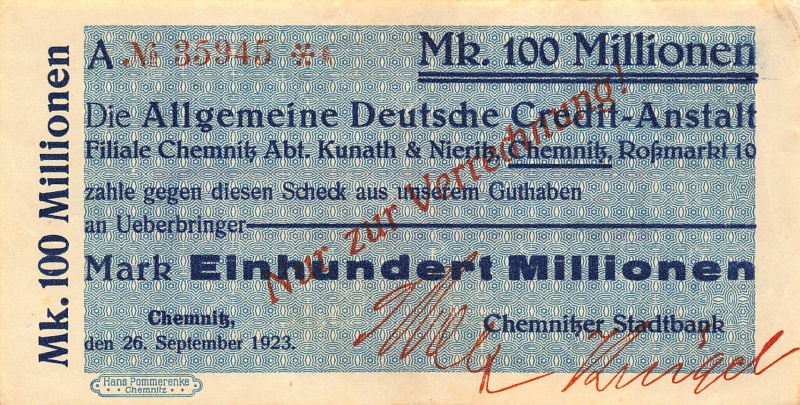 Mk. 100 Millionen
A № 35945 *
Mk. 100 Millionen
Die Allgemeine Deutsche Credit-Anstalt
Filiale Chemnitz Abt. Kunath & Nieritz, Chemnitz, Roßmarkt 10
zahle gegen diesen Scheck aus unserem Guthaben
an Ueberbringer
Mark Einhundert Millionen
Nur zur Verrechnung!
Chemnitz,
den 26. September 1923.
Chemnitzer Stadtbank
Hans Pommerenke
Chemnitz